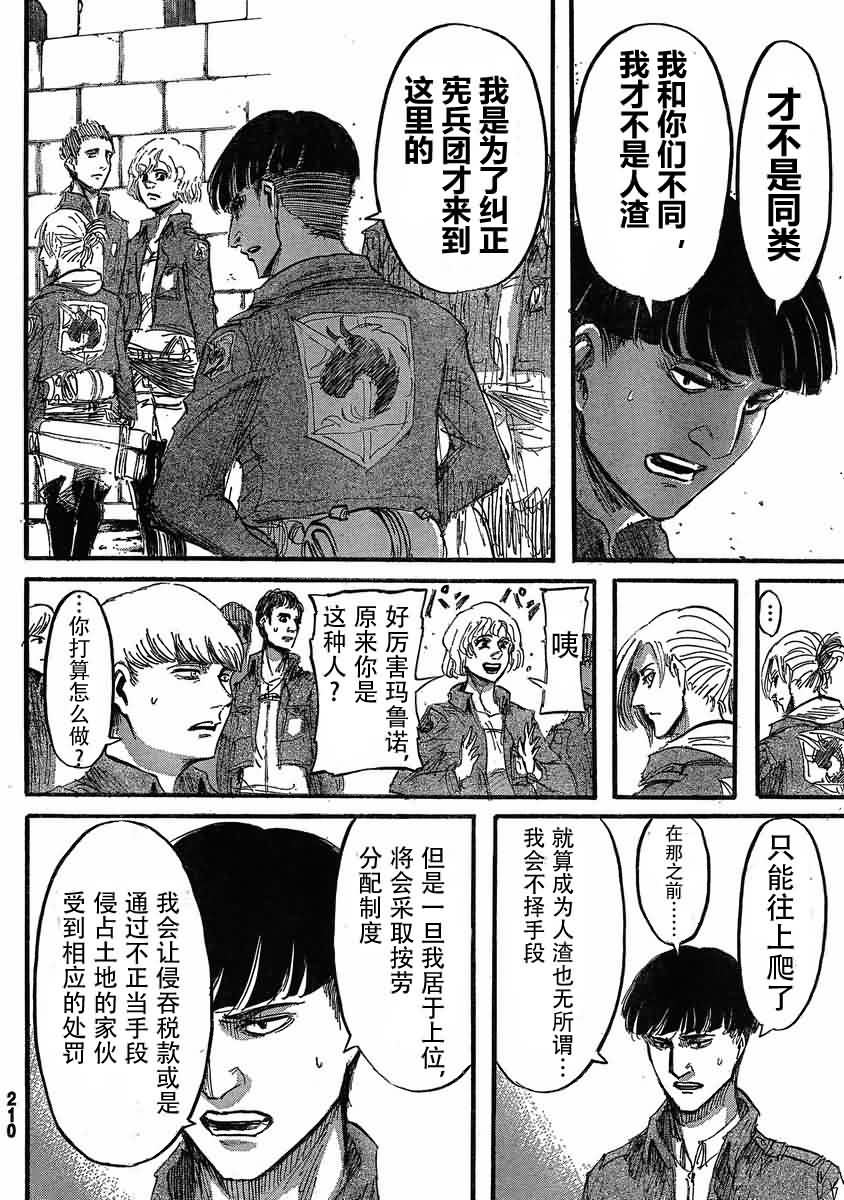 才不是同类
我和你们不同，
我才不是人渣
我是为了纠正
宪兵团才来到
这里的
…
咦
好厉害玛鲁诺，
原来你是
这种人？
…你打算怎么做？
只能往上爬了
在那之前……
就算成为人渣也无所谓…
我会不择手段
但是一旦我居于上位，
将会采取按劳
分配制度
我会让侵吞税款或是
通过不正当手段
侵占土地的家伙
受到相应的处罚
210